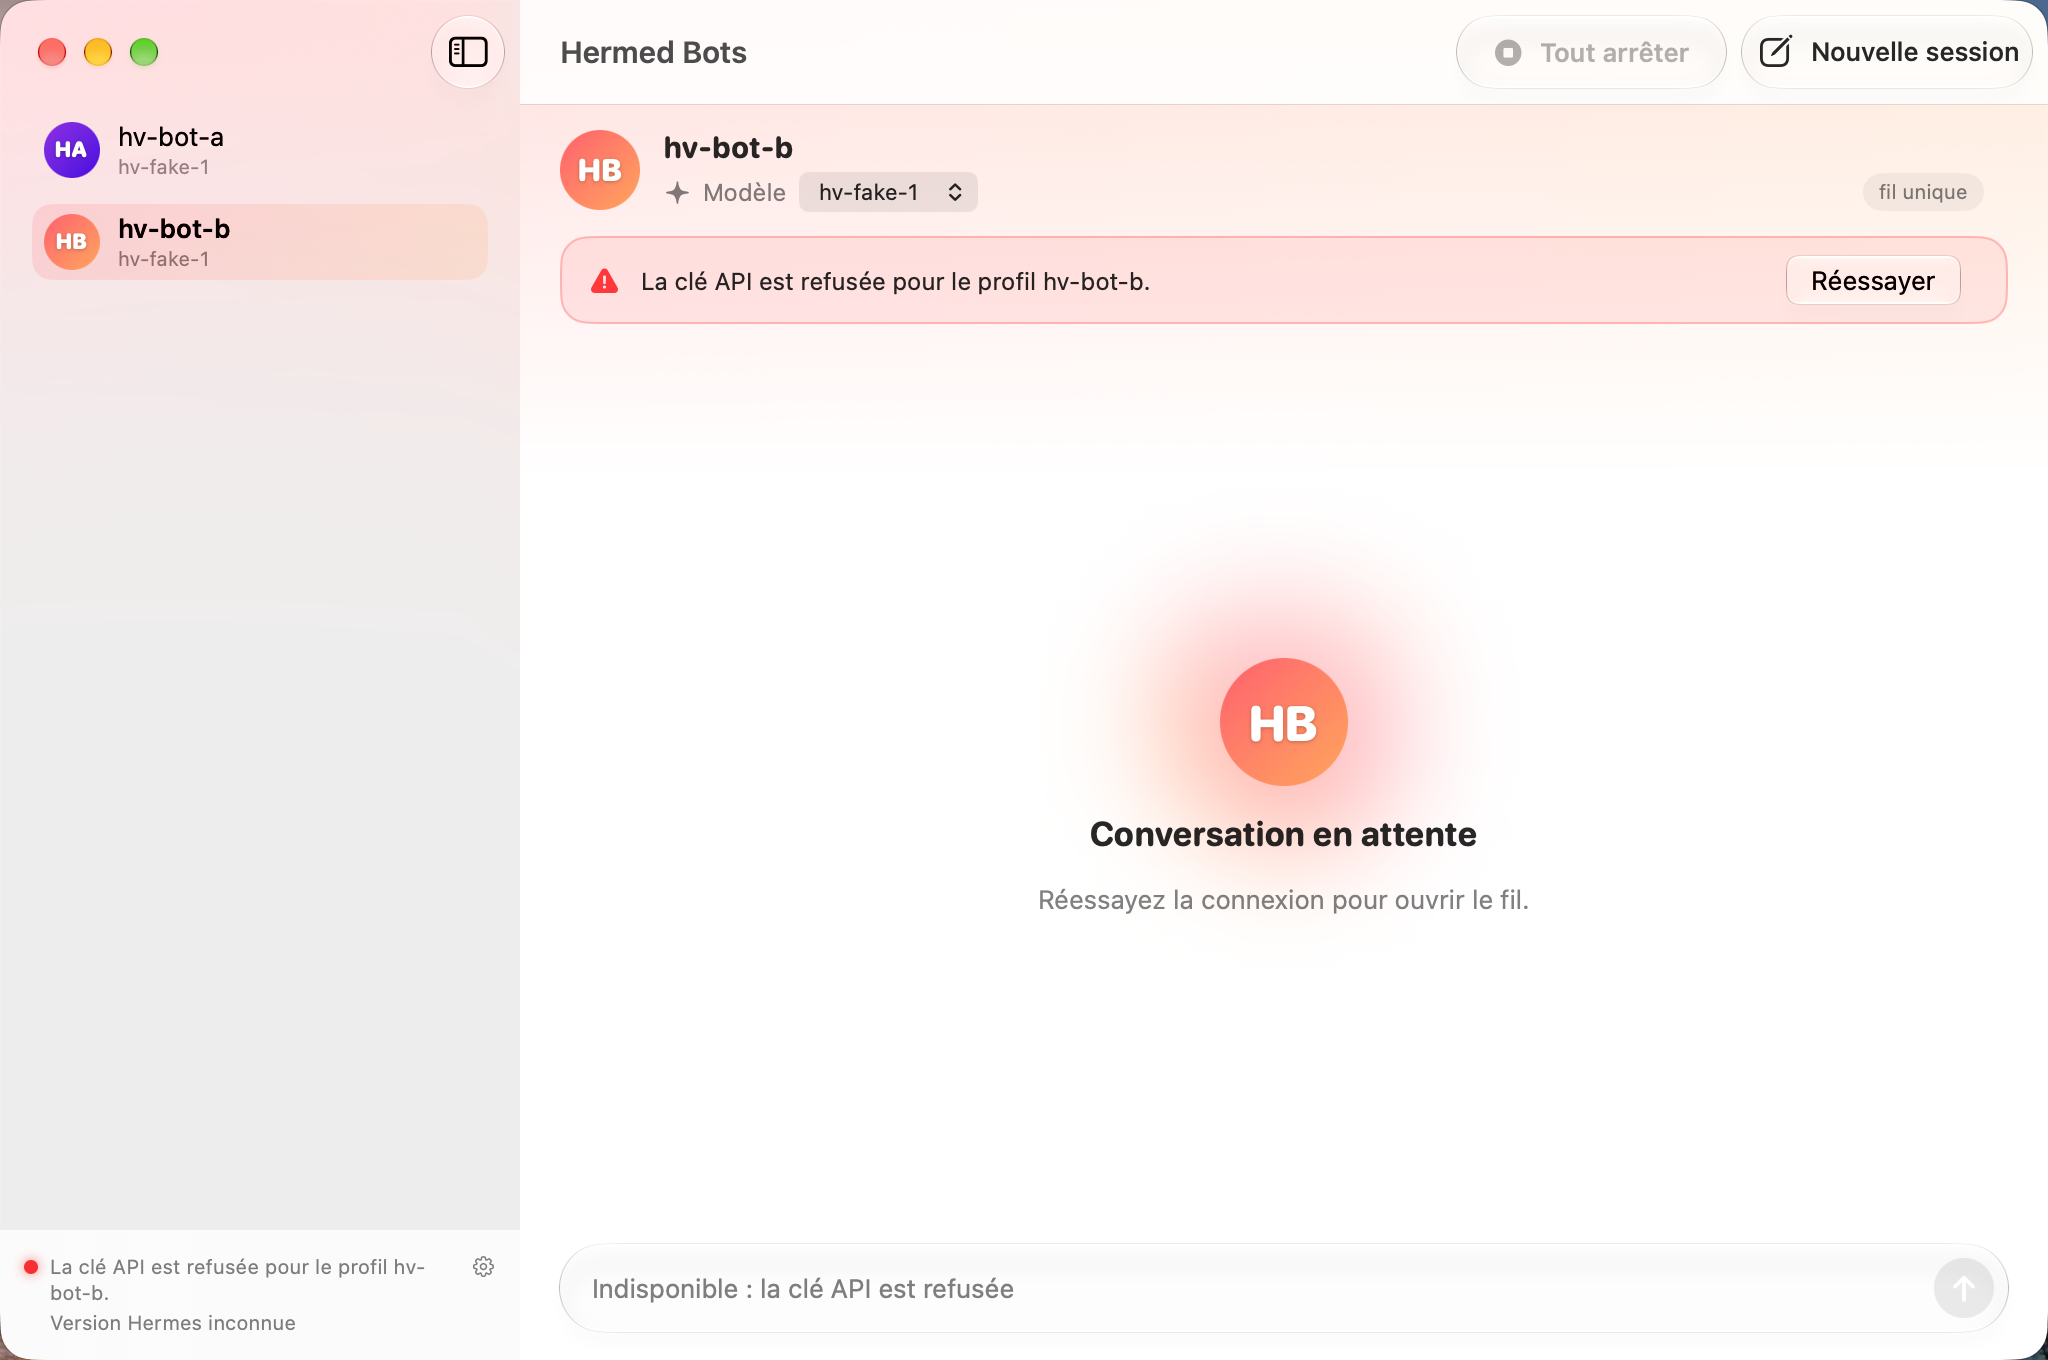 Hermed Bots
Tout arrêter
Nouvelle session
HA
hv-bot-a
hv-fake-1
HB
hv-bot-b
hv-fake-1
HB
hv-bot-b
Modèle
hv-fake-1
fil unique
La clé API est refusée pour le profil hv-bot-b.
Réessayer
HB
Conversation en attente
Réessayez la connexion pour ouvrir le fil.
La clé API est refusée pour le profil hv-
bot-b.
Version Hermes inconnue
Indisponible : la clé API est refusée